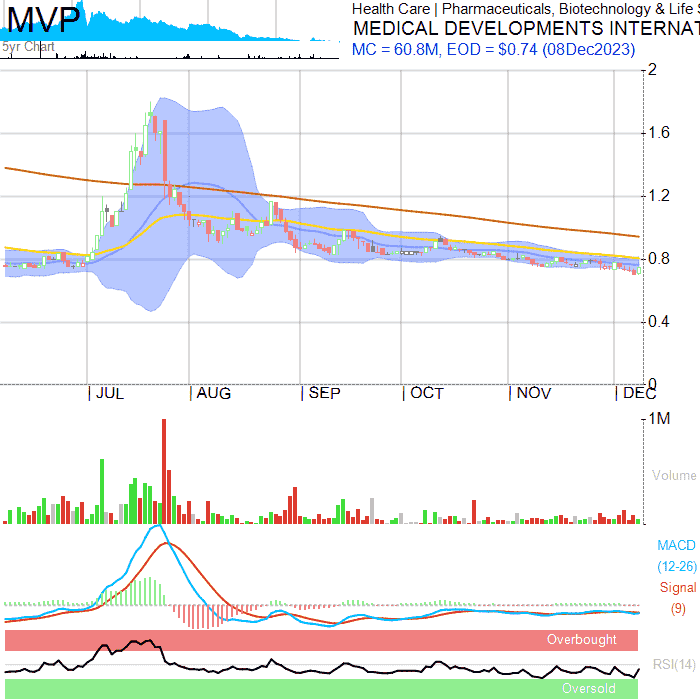 MVP
5yr Chart
Health Care | Pharmaceuticals, Biotechnology & Life S
MEDICAL DEVELOPMENTS INTERNAT
MC = 60.8M, EOD = $0.74 (08Dec2023)
2
1.6
1.2
0.8
0.4
0
JUL AUG SEP OCT NOV DEC
1M
Volume
MACD
(12-26)
Signal
(9)
Overbought
RSI(14)
Oversold